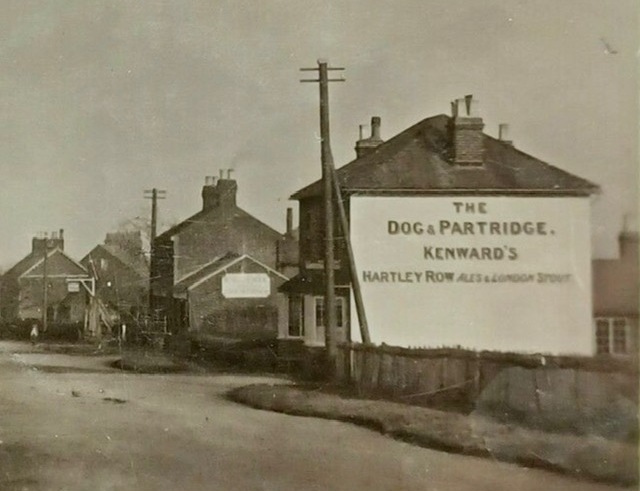 THE
DOG & PARTRIDGE.
KENWARD'S
HARTLEY ROW ALES & LONDON STOUT